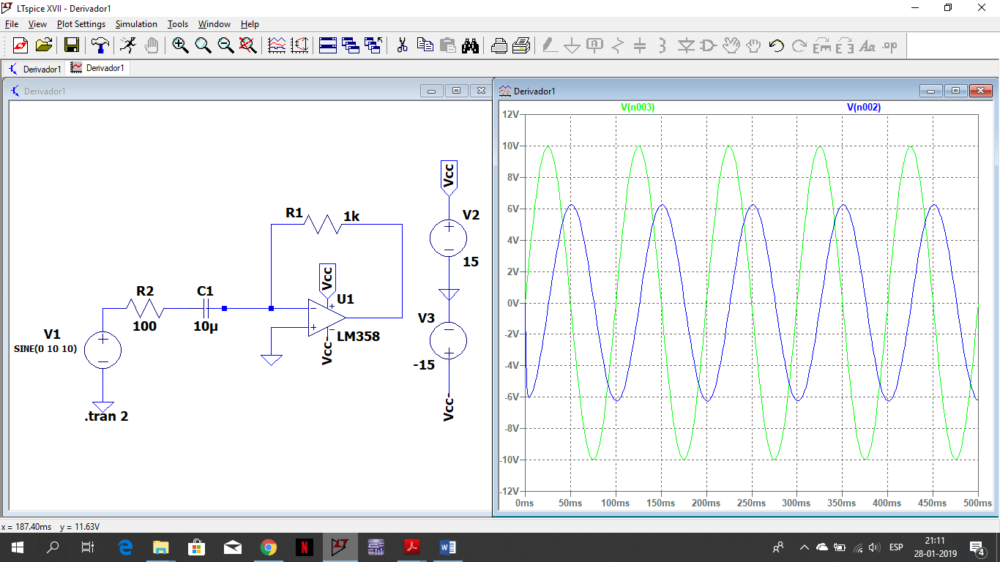 LTspice XVII - Derivador1
File View Plot Settings Simulation Tools Window Help
Derivador1 Derivador1
Derivador1
Derivador1
V(n003) V(n002)
12V
10V
8V
6V
4V
2V
0V
-2V
-4V
-6V
-8V
-10V
-12V
0ms 50ms 100ms 150ms 200ms 250ms 300ms 350ms 400ms 450ms 500ms
Vcc
V2
15
R1 1k
Vcc
R2 C1
100 10µ
U1
LM358
Vcc-
V1
SINE(0 10 10)
V3
-15
Vcc-
.tran 2
x = 187.40ms y = 11.63V
ESP
21:11
28-01-2019
4